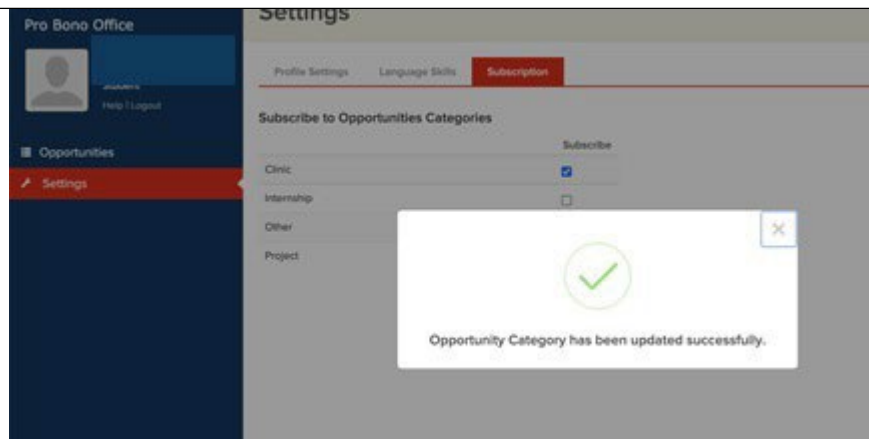 Pro Bono Office
Settings
Student
Help | Logout
Opportunities
Settings
Profile Settings
Language Skills
Subscription
Subscribe to Opportunities Categories
Subscribe
Clinic
Internship
Other
Project
Opportunity Category has been updated successfully.